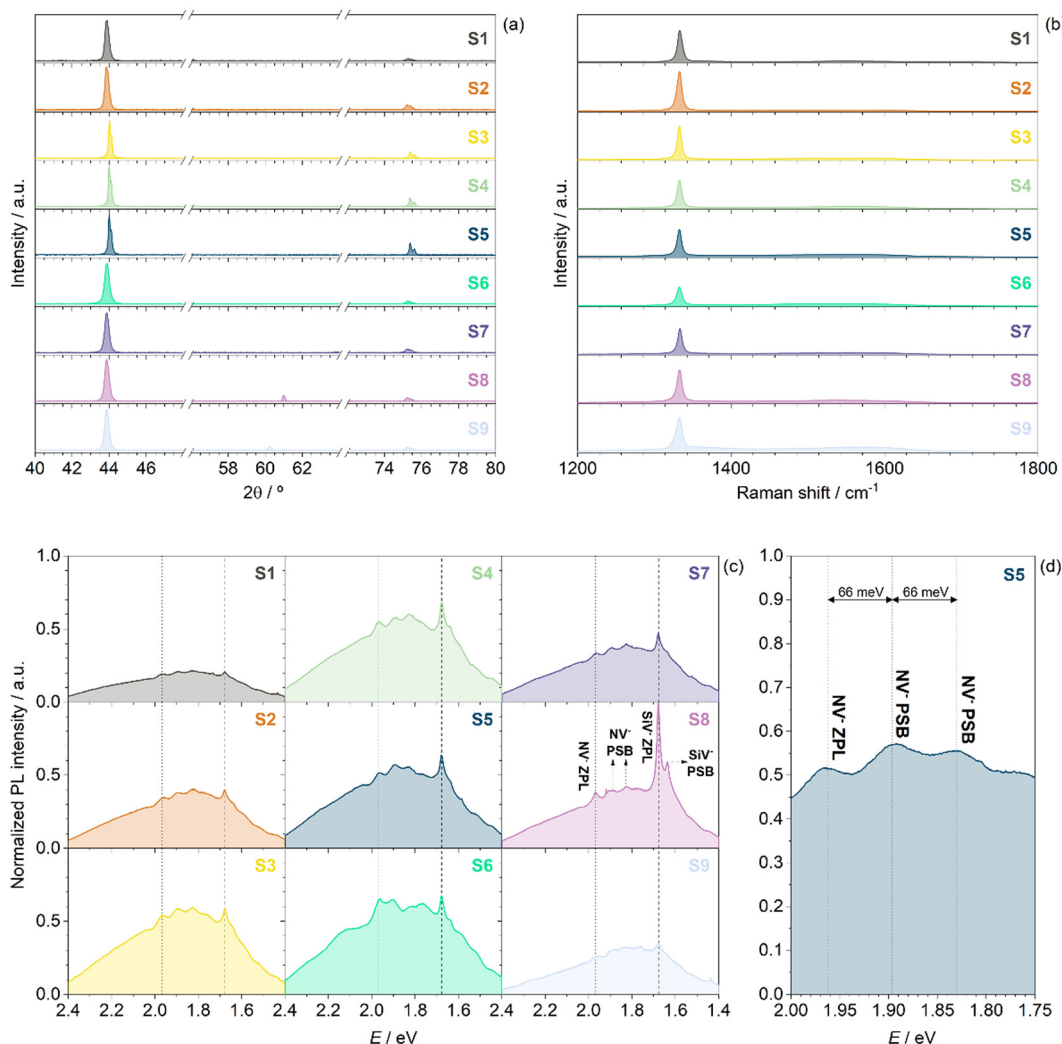 (a)
S1
S2
S3
S4
S5
S6
S7
S8
S9
Intensity / a.u.
40 42 44 46 58 60 62 64 74 76 78 80
2θ / º
(b)
S1
S2
S3
S4
S5
S6
S7
S8
S9
Intensity / a.u.
1200 1400 1600 1800
Raman shift / cm⁻¹
(c)
Normalized PL intensity / a.u.
1.0
0.5
0.0
0.5
0.0
0.5
0.0
S1
S4
S7
S2
S5
S8
NV⁻ ZPL
NV⁻
PSB
SiV⁻ ZPL
SiV⁻
PSB
S3
S6
S9
2.4 2.2 2.0 1.8 1.6 2.4 2.2 2.0 1.8 1.6 2.4 2.2 2.0 1.8 1.6 1.4
E / eV
(d)
S5
66 meV 66 meV
NV⁻ ZPL
NV⁻ PSB
NV⁻ PSB
1.0
0.9
0.8
0.7
0.6
0.5
0.4
0.3
0.2
0.1
0.0
2.00 1.95 1.90 1.85 1.80 1.75
E / eV